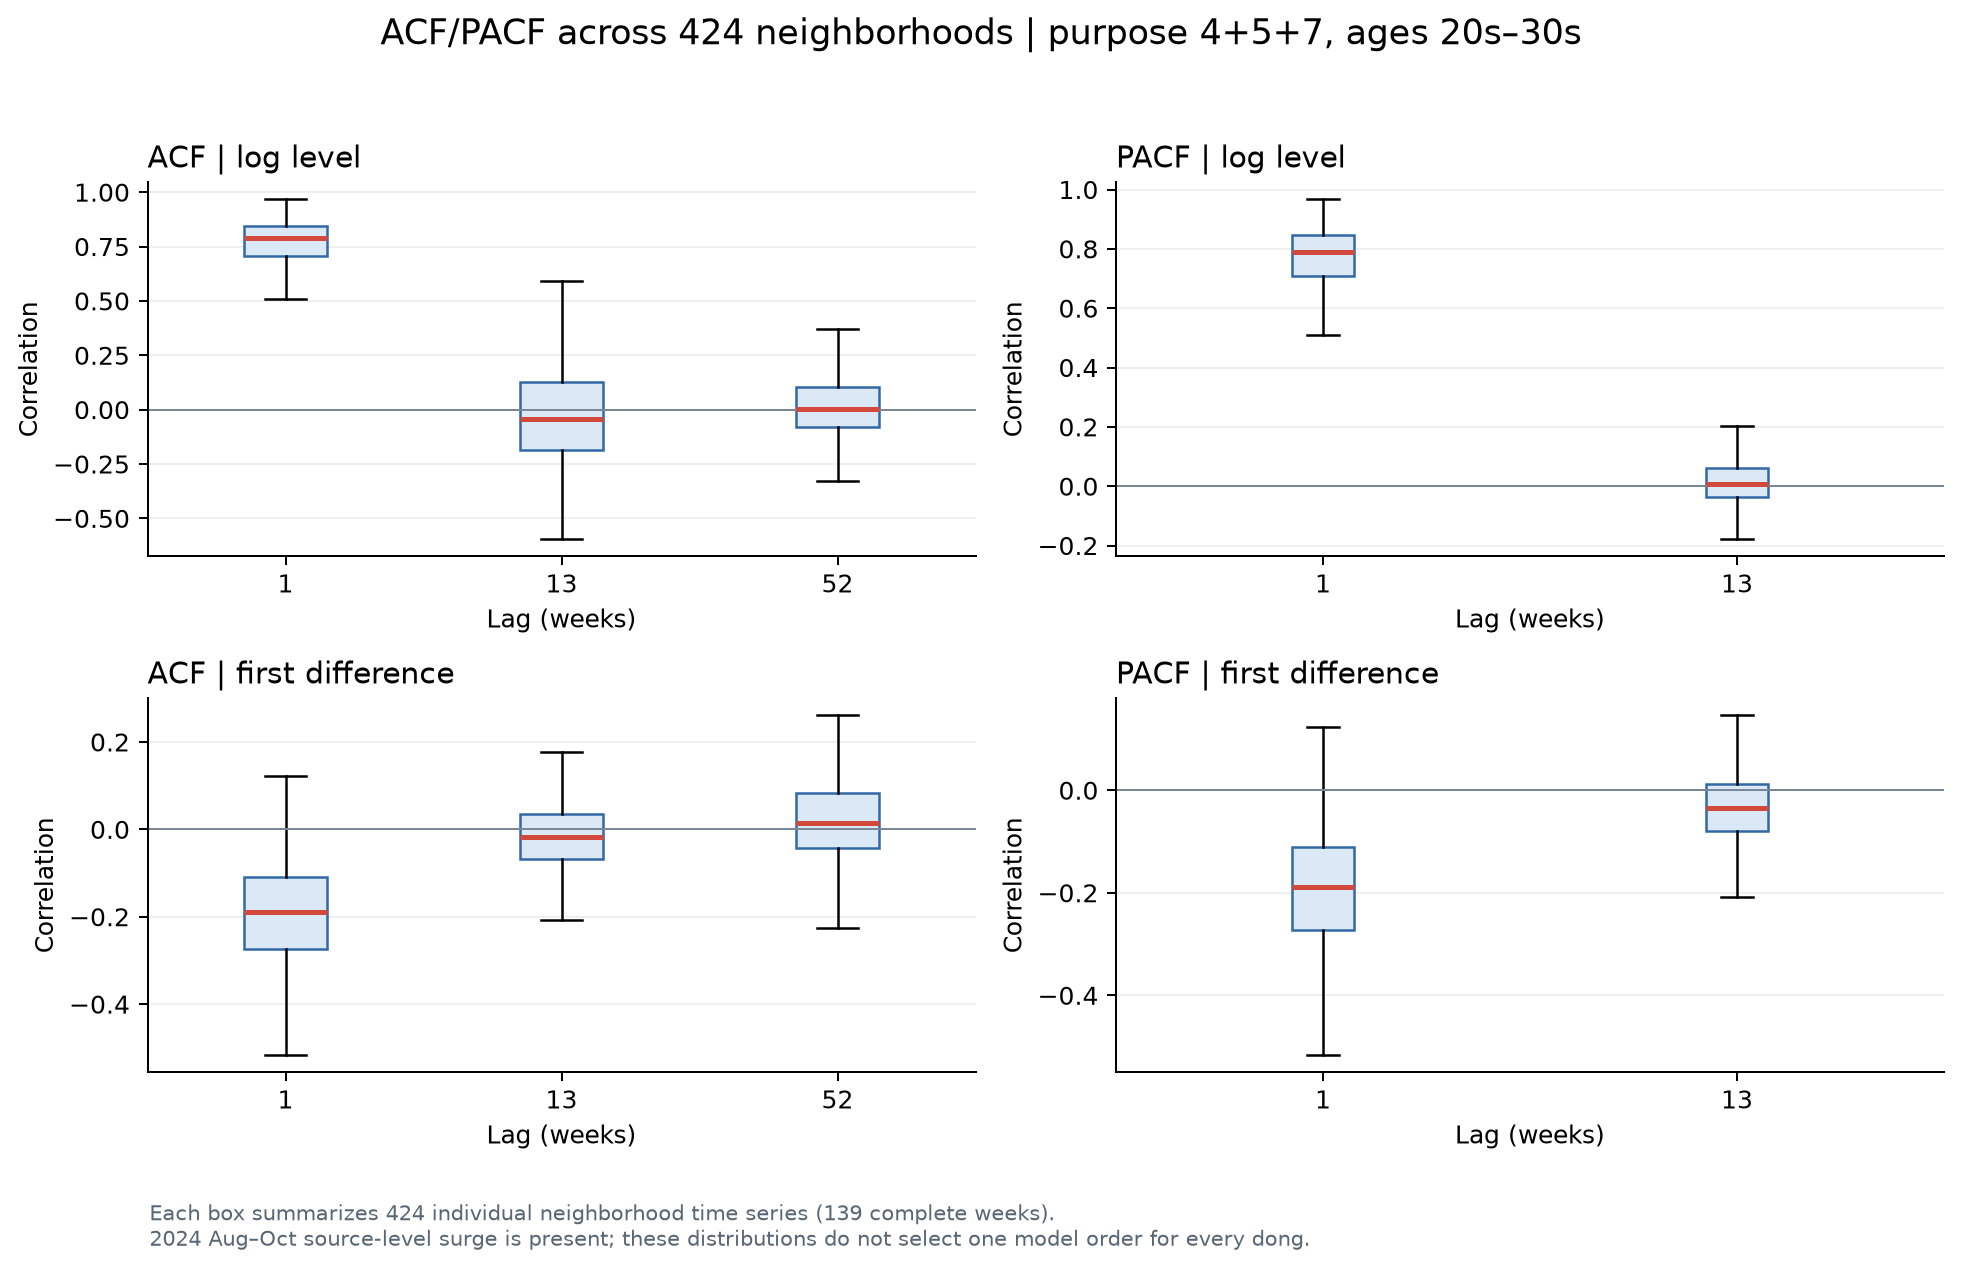 ACF/PACF across 424 neighborhoods | purpose 4+5+7, ages 20s–30s
ACF | log level
1.00
0.75
0.50
0.25
0.00
−0.25
−0.50
Correlation
1 13 52
Lag (weeks)
PACF | log level
1.0
0.8
0.6
0.4
0.2
0.0
−0.2
Correlation
1 13
Lag (weeks)
ACF | first difference
0.2
0.0
−0.2
−0.4
Correlation
1 13 52
Lag (weeks)
PACF | first difference
0.0
−0.2
−0.4
Correlation
1 13
Lag (weeks)
Each box summarizes 424 individual neighborhood time series (139 complete weeks).
2024 Aug–Oct source-level surge is present; these distributions do not select one model order for every dong.